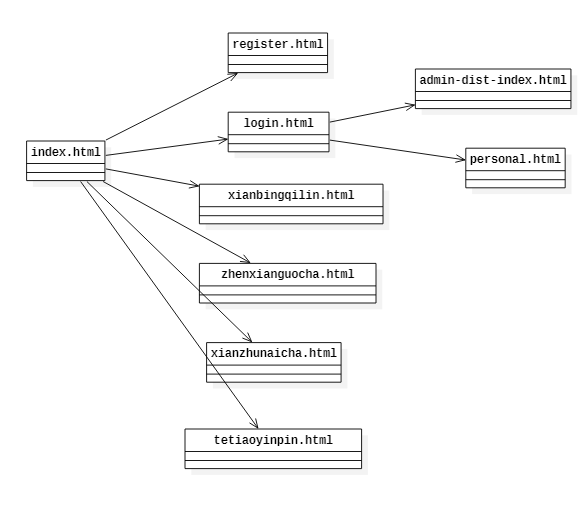 register.html
admin-dist-index.html
login.html
index.html
personal.html
xianbingqilin.html
zhenxianguocha.html
xianzhunaicha.html
tetiaoyinpin.html